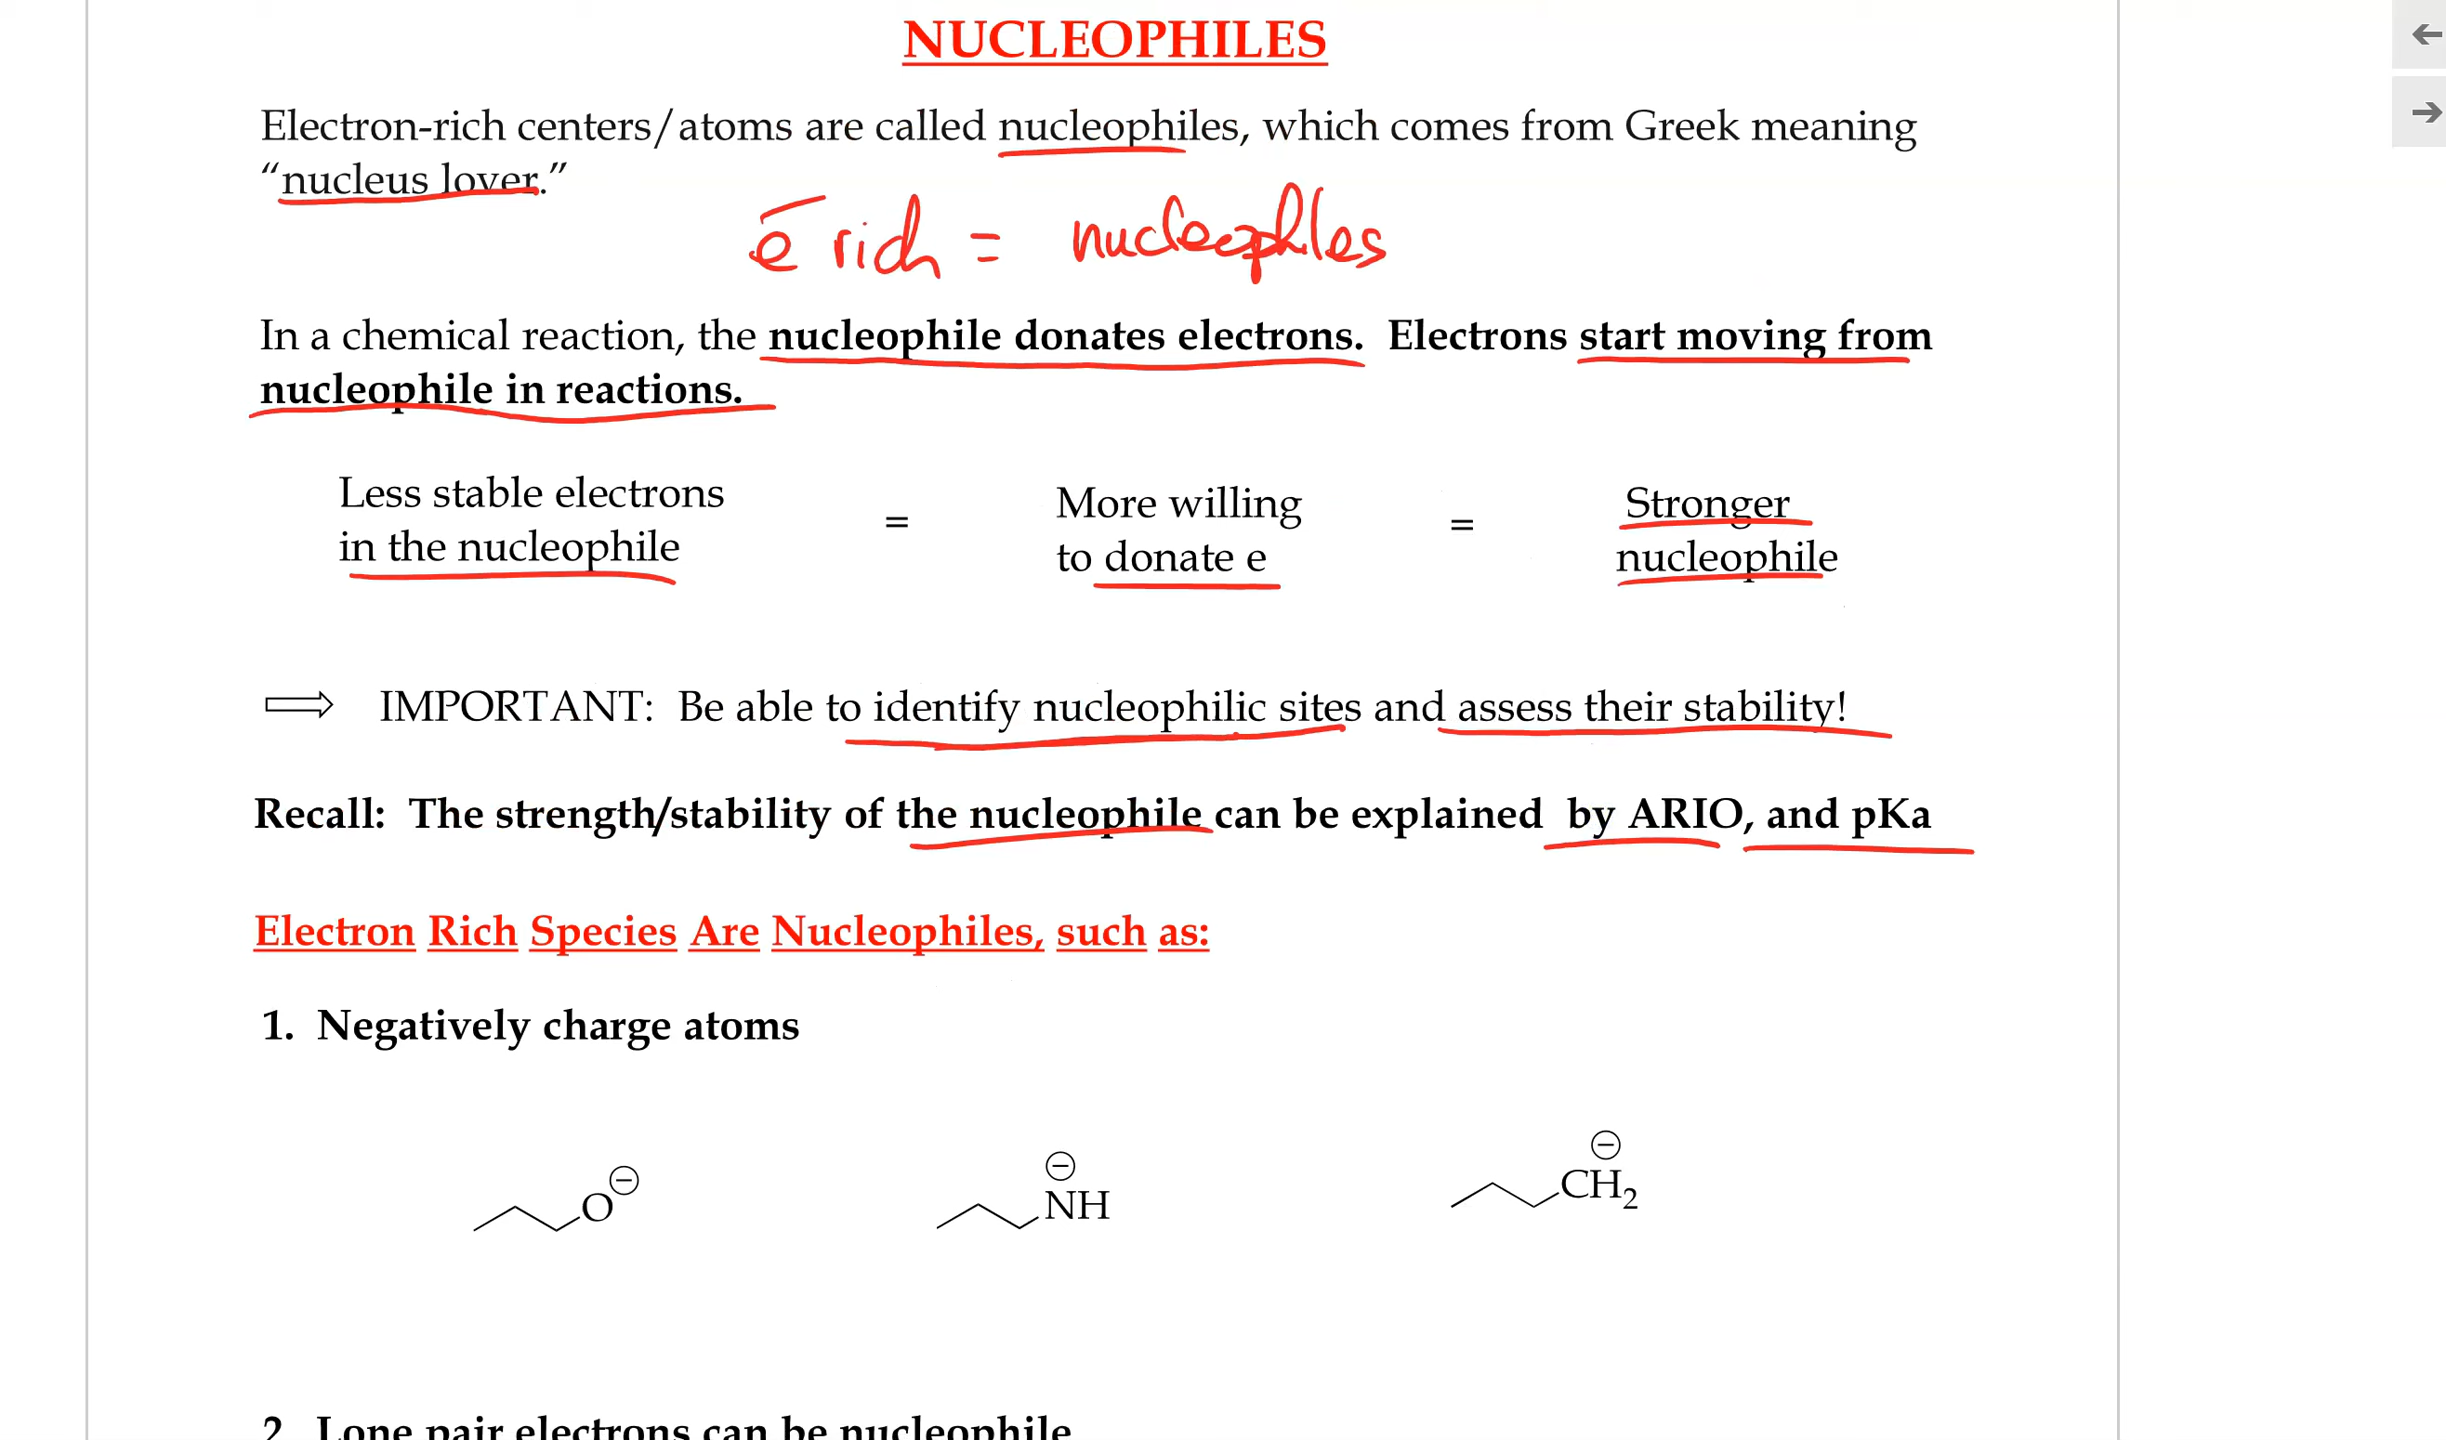 NUCLEOPHILES
Electron-rich centers/atoms are called nucleophiles, which comes from Greek meaning
“nucleus lover.”
e̅ rich = nucleophiles
In a chemical reaction, the nucleophile donates electrons. Electrons start moving from
nucleophile in reactions.
Less stable electrons
in the nucleophile
=
More willing
to donate e
=
Stronger
nucleophile
⇒ IMPORTANT: Be able to identify nucleophilic sites and assess their stability!
Recall: The strength/stability of the nucleophile can be explained by ARIO, and pKa
Electron Rich Species Are Nucleophiles, such as:
1. Negatively charge atoms
O⊖
⊖
NH
⊖
CH₂
2. Lone pair electrons can be nucleophile